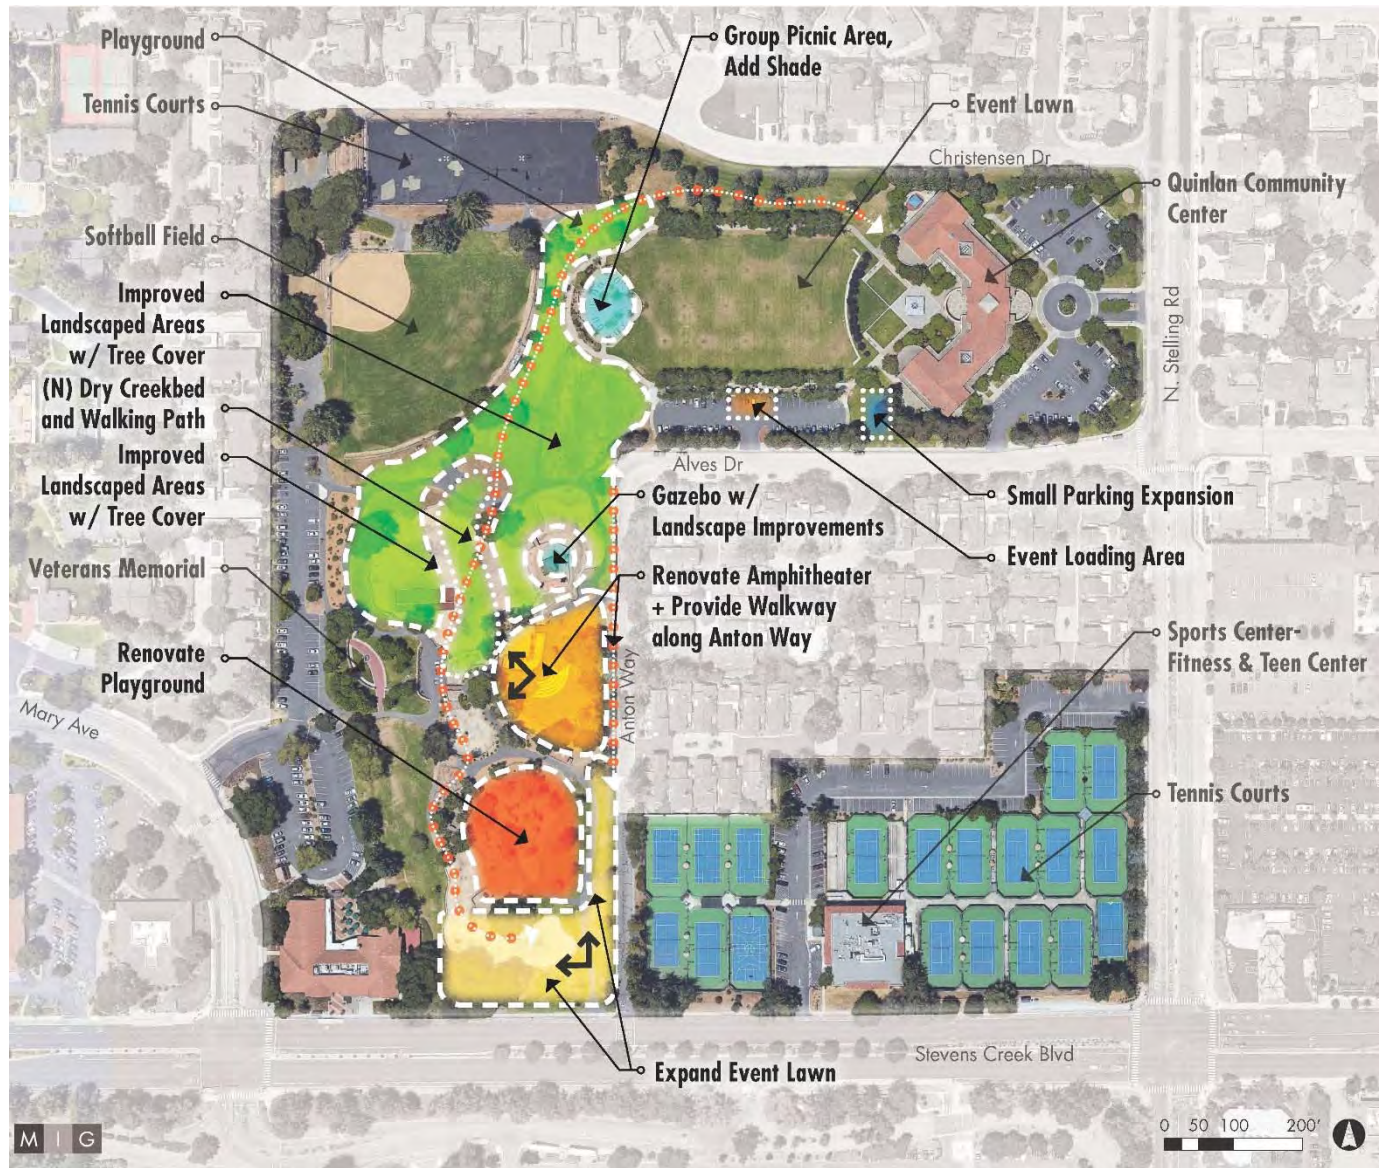 Playground
Group Picnic Area,
Add Shade
Tennis Courts
Event Lawn
Christensen Dr
Quinlan Community
Center
Softball Field
Improved
Landscaped Areas
w/ Tree Cover
(N) Dry Creekbed
and Walking Path
Improved
Landscaped Areas
w/ Tree Cover
N. Stelling Rd
Alves Dr
Gazebo w/
Landscape Improvements
Small Parking Expansion
Event Loading Area
Veterans Memorial
Renovate Amphitheater
+ Provide Walkway
along Anton Way
Renovate
Playground
Sports Center-
Fitness & Teen Center
Anton Way
Mary Ave
Tennis Courts
Stevens Creek Blvd
Expand Event Lawn
M I G
0 50 100 200'